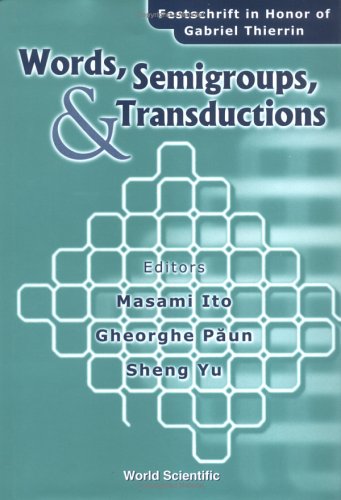 Festschrift in Honor of
Gabriel Thierrin
Words, Semigroups,
& Transductions
Editors
Masami Ito
Gheorghe Păun
Sheng Yu
World Scientific